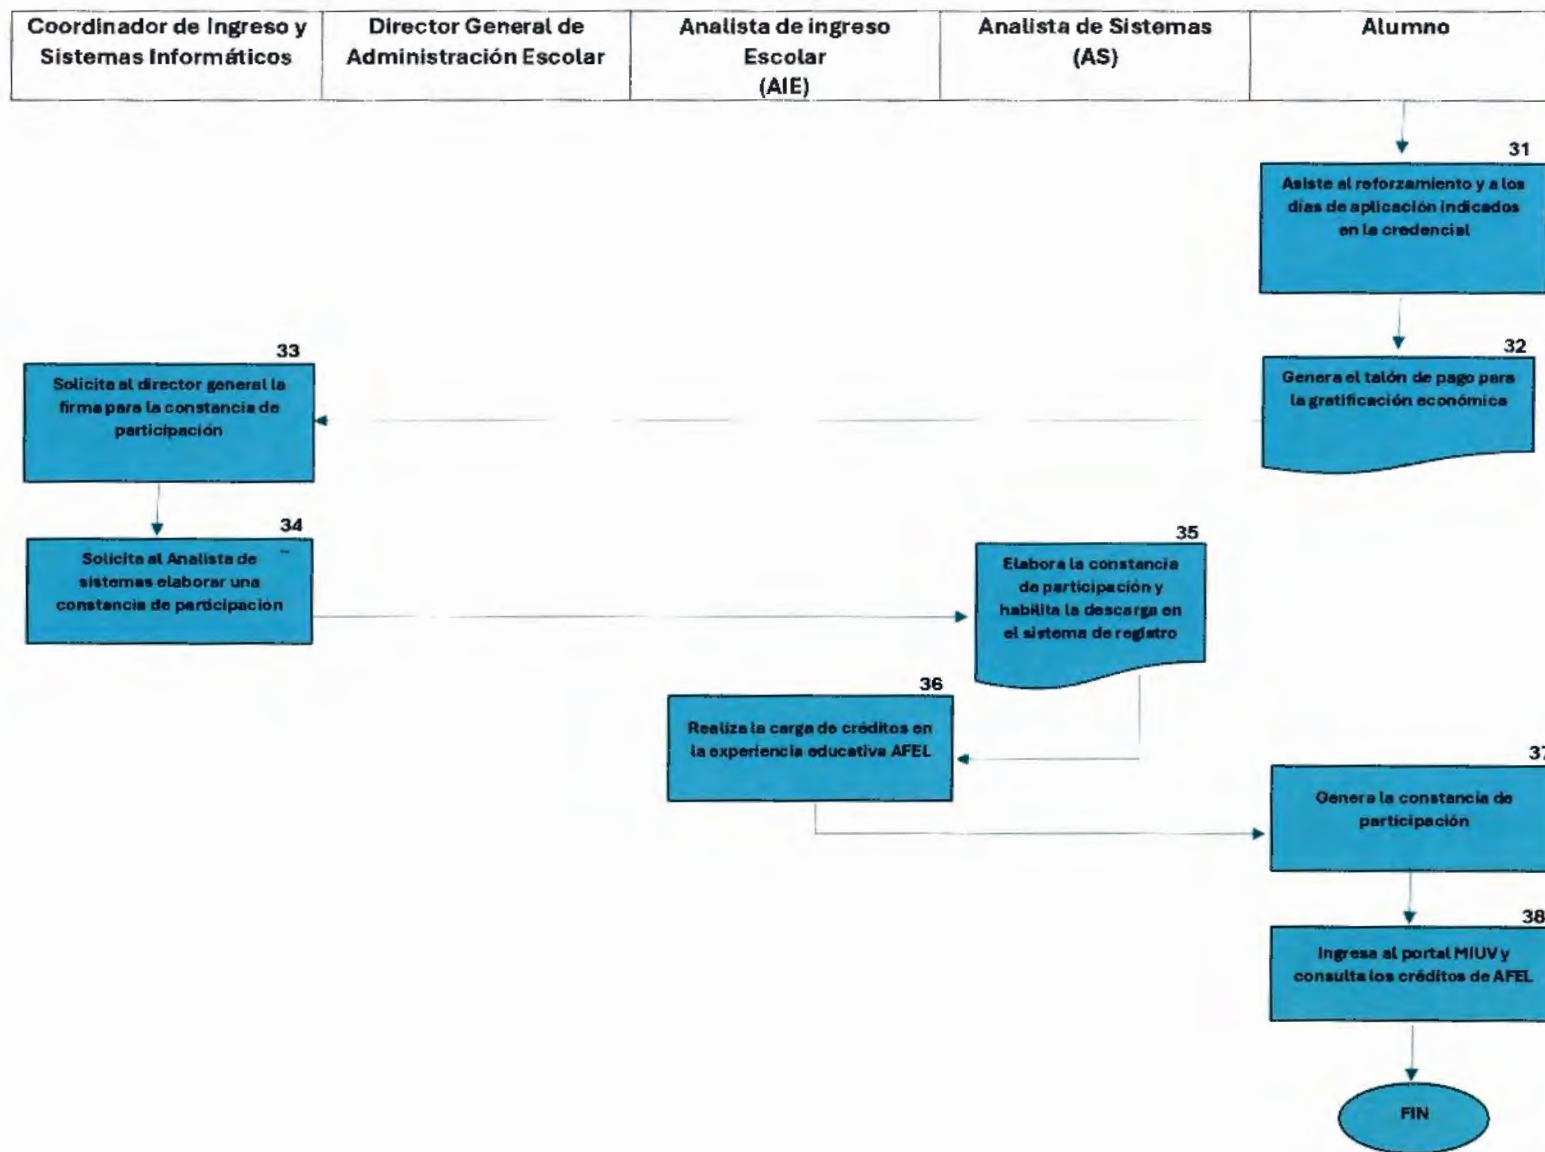 Coordinador de Ingreso y
Sistemas Informáticos
Director General de
Administración Escolar
Analista de ingreso
Escolar
(AIE)
Analista de Sistemas
(AS)
Alumno
31
Asiste al reforzamiento y a los
días de aplicación indicados
en la credencial
32
Genera el talón de pago para
la gratificación económica
33
Solicita al director general la
firma para la constancia de
participación
34
Solicita al Analista de
sistemas elaborar una
constancia de participación
35
Elabora la constancia
de participación y
habilita la descarga en
el sistema de registro
36
Realiza la carga de créditos en
la experiencia educativa AFEL
37
Genera la constancia de
participación
38
Ingresa al portal MIUV y
consulta los créditos de AFEL
FIN